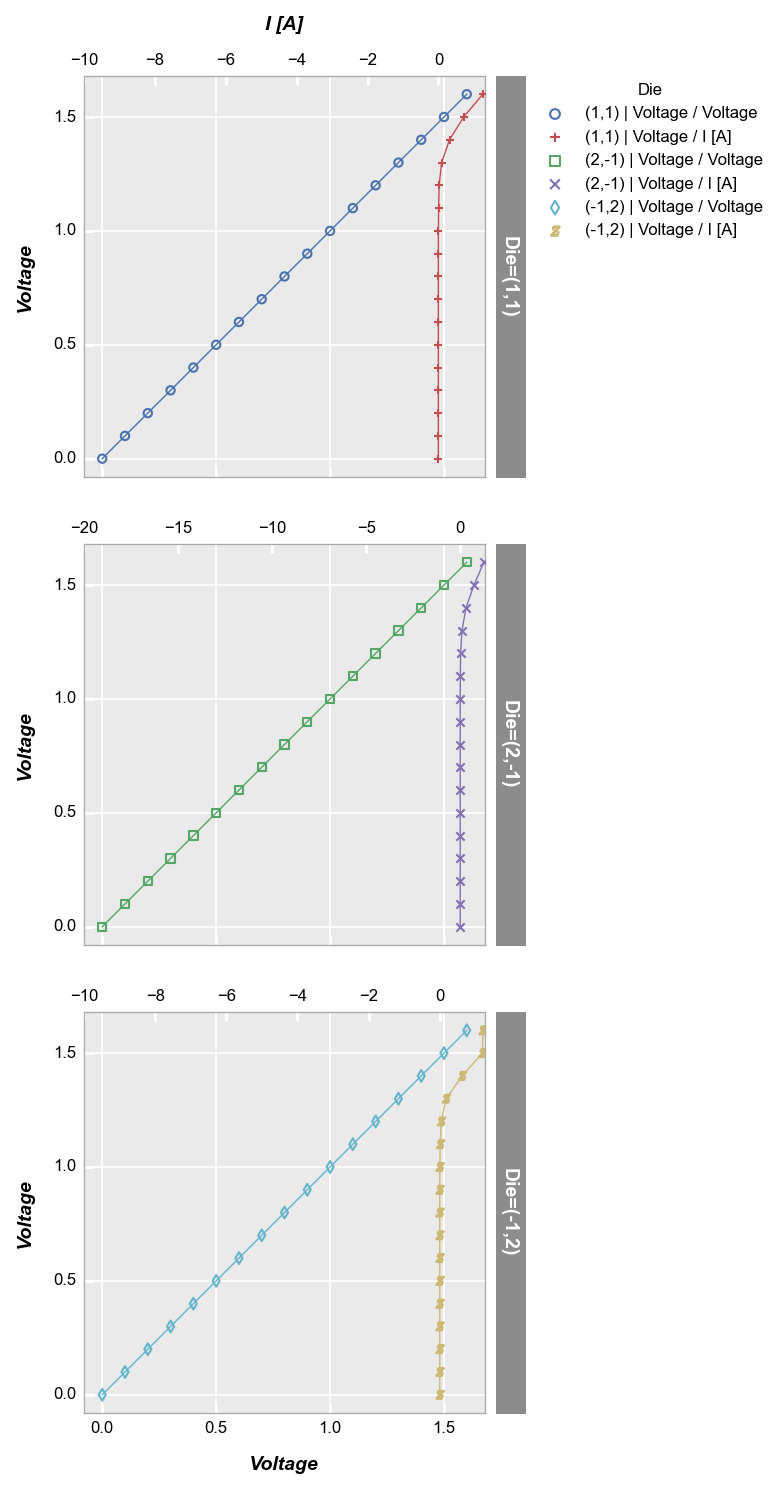 I [A]
−10 −8 −6 −4 −2 0
Die
(1,1) | Voltage / Voltage
(1,1) | Voltage / I [A]
(2,-1) | Voltage / Voltage
(2,-1) | Voltage / I [A]
(-1,2) | Voltage / Voltage
(-1,2) | Voltage / I [A]
1.5
1.0
0.5
0.0
Voltage
Die=(1,1)
−20 −15 −10 −5 0
1.5
1.0
0.5
0.0
Voltage
Die=(2,-1)
−10 −8 −6 −4 −2 0
1.5
1.0
0.5
0.0
Voltage
Die=(-1,2)
0.0 0.5 1.0 1.5
Voltage